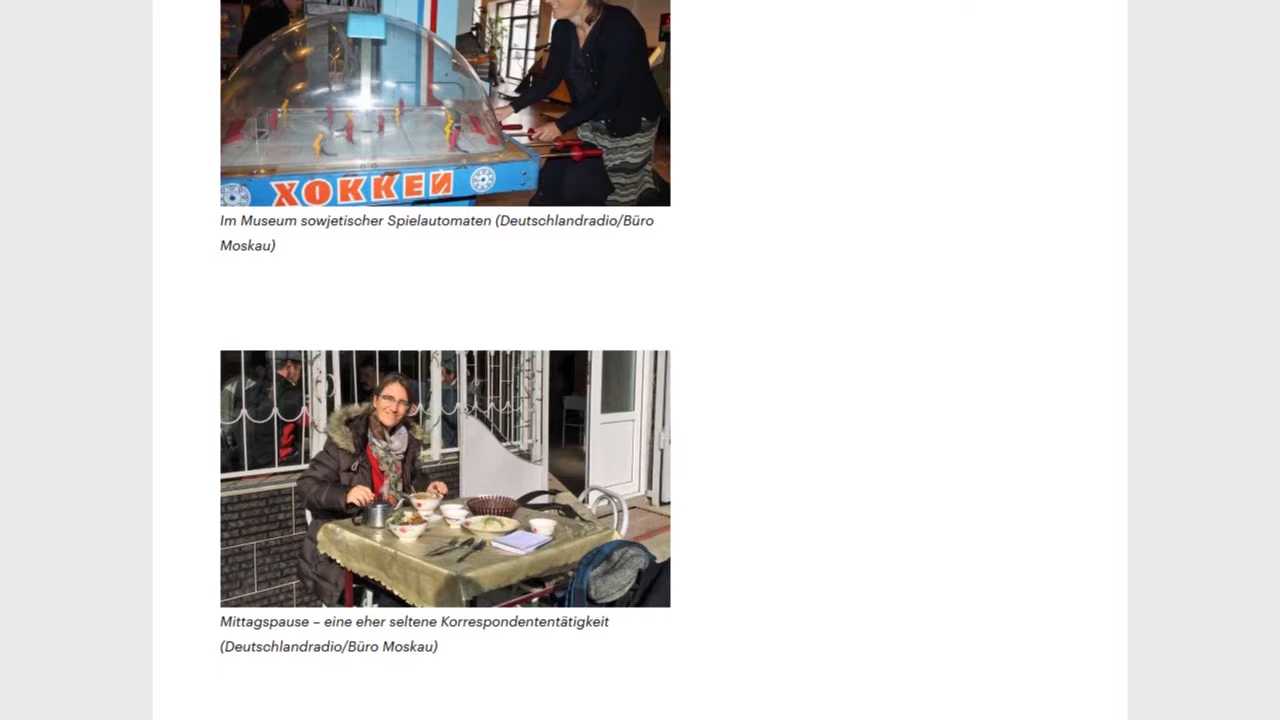 ХОККЕЙ
Im Museum sowjetischer Spielautomaten (Deutschlandradio/Büro
Moskau)
Mittagspause – eine eher seltene Korrespondententätigkeit
(Deutschlandradio/Büro Moskau)